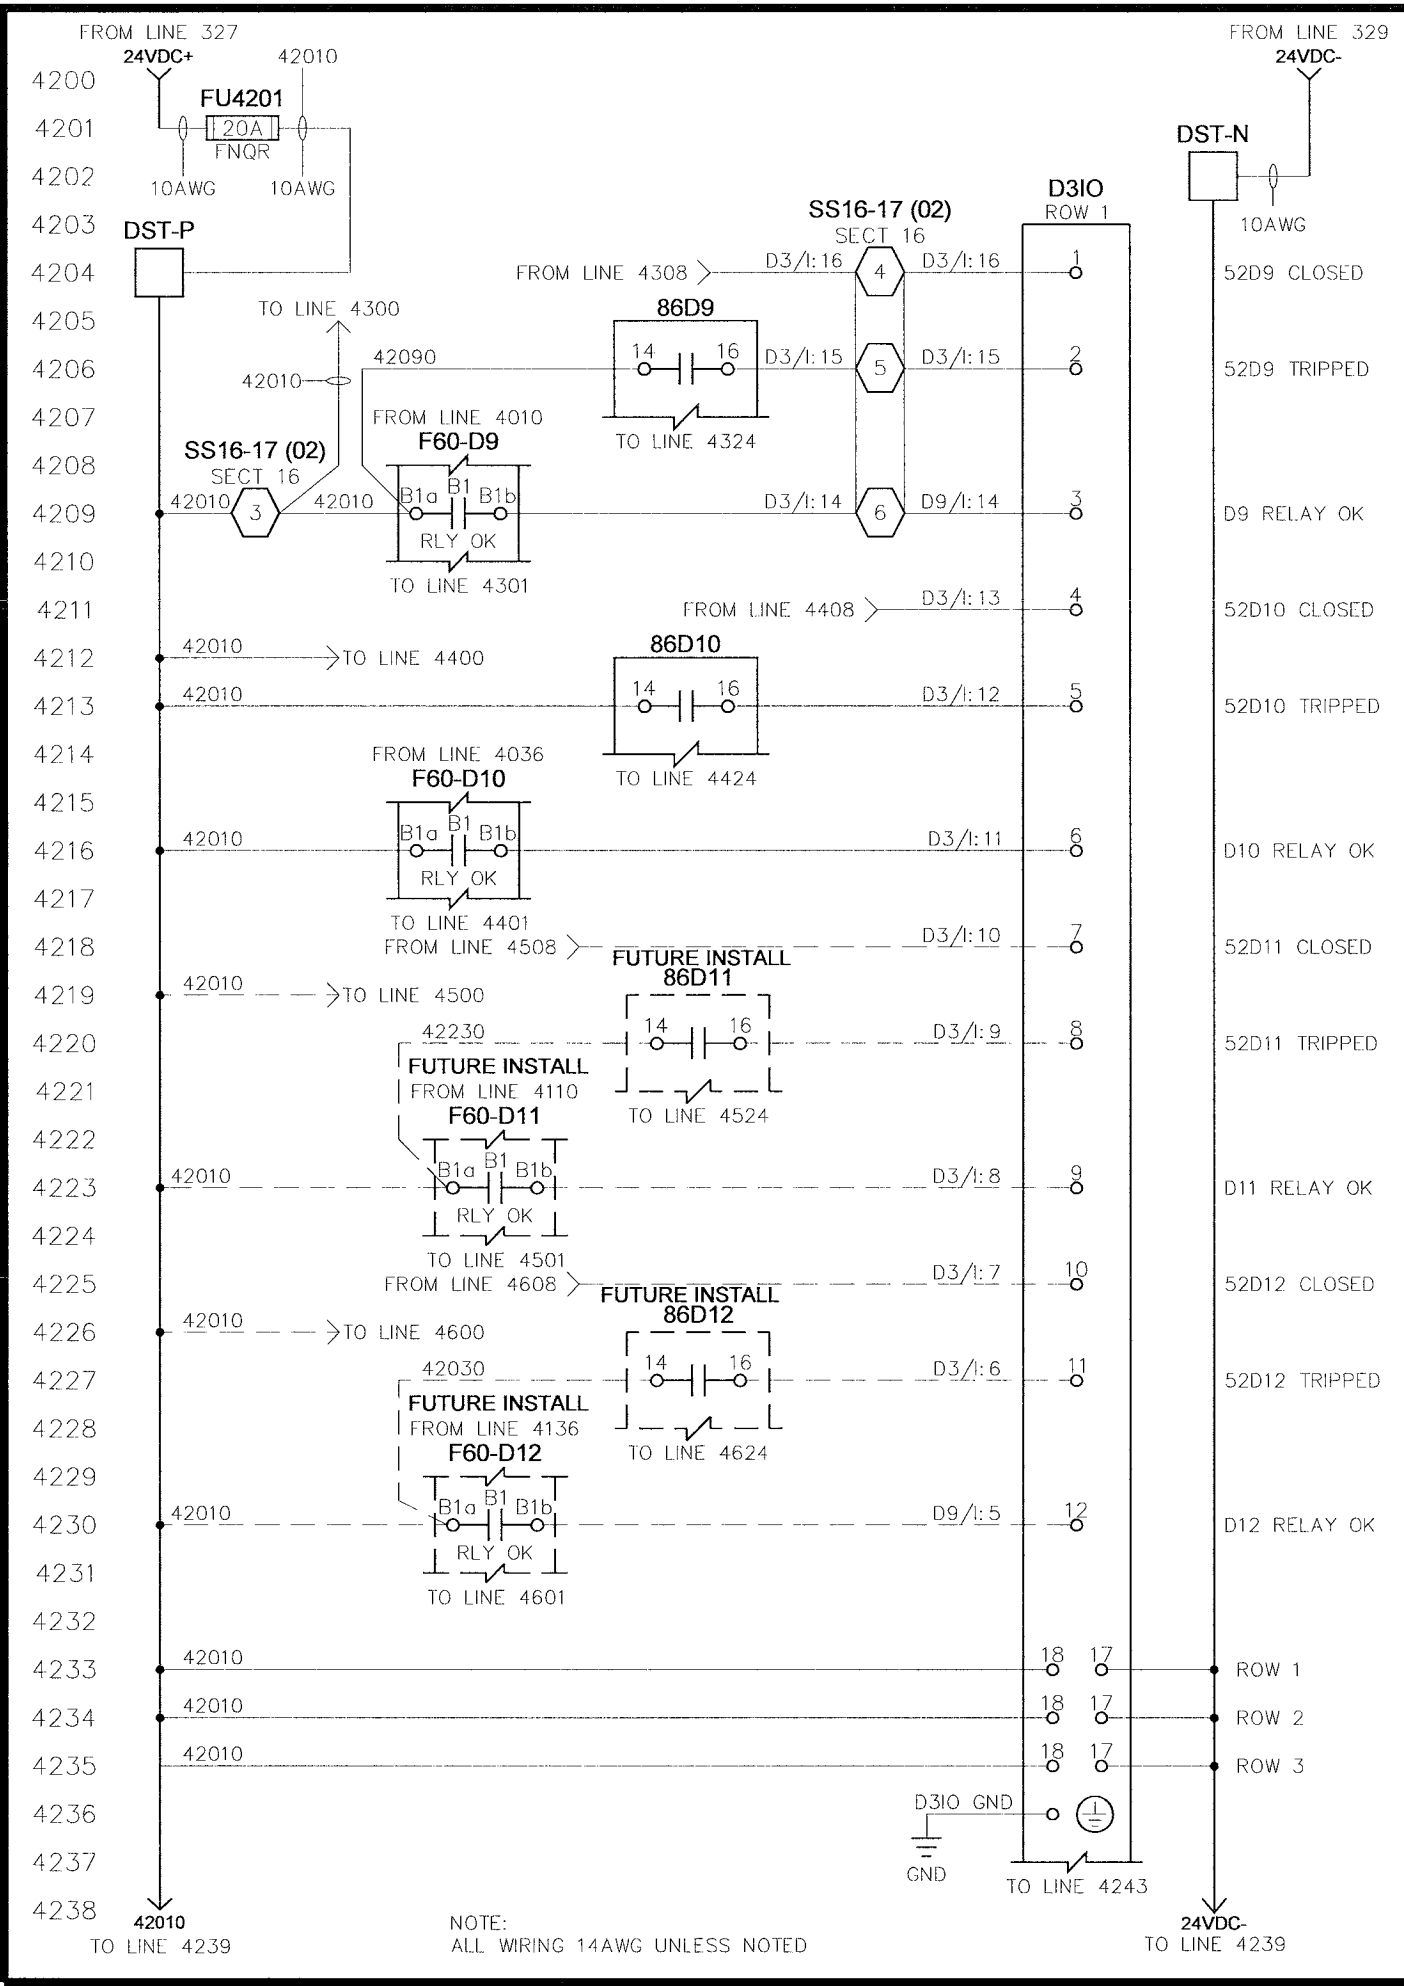 FROM LINE 327
FROM LINE 329
24VDC+
42010
24VDC-
4200
FU4201
4201
20A
FNQR
DST-N
4202
10AWG
10AWG
D3IO
ROW 1
4203
DST-P
SS16-17 (02)
SECT 16
10AWG
4204
FROM LINE 4308
D3/I:16
4
D3/I:16
1
52D9 CLOSED
TO LINE 4300
86D9
4205
4206
42010
42090
14
16
D3/I:15
5
D3/I:15
2
52D9 TRIPPED
4207
FROM LINE 4010
F60-D9
TO LINE 4324
4208
SS16-17 (02)
SECT 16
4209
42010
3
42010
B1a
B1
B1b
RLY OK
D3/I:14
6
D9/I:14
3
D9 RELAY OK
4210
TO LINE 4301
4211
FROM LINE 4408
D3/I:13
4
52D10 CLOSED
4212
42010
TO LINE 4400
86D10
4213
42010
14
16
D3/I:12
5
52D10 TRIPPED
4214
FROM LINE 4036
F60-D10
TO LINE 4424
4215
4216
42010
B1a
B1
B1b
RLY OK
D3/I:11
6
D10 RELAY OK
4217
TO LINE 4401
4218
FROM LINE 4508
D3/I:10
7
52D11 CLOSED
FUTURE INSTALL
86D11
4219
42010
TO LINE 4500
4220
42230
14
16
D3/I:9
8
52D11 TRIPPED
FUTURE INSTALL
4221
FROM LINE 4110
F60-D11
TO LINE 4524
4222
4223
42010
B1a
B1
B1b
RLY OK
D3/I:8
9
D11 RELAY OK
4224
TO LINE 4501
4225
FROM LINE 4608
D3/I:7
10
52D12 CLOSED
FUTURE INSTALL
86D12
4226
42010
TO LINE 4600
4227
42030
14
16
D3/I:6
11
52D12 TRIPPED
FUTURE INSTALL
4228
FROM LINE 4136
F60-D12
TO LINE 4624
4229
4230
42010
B1a
B1
B1b
RLY OK
D9/I:5
12
D12 RELAY OK
4231
TO LINE 4601
4232
4233
42010
18
17
ROW 1
4234
42010
18
17
ROW 2
4235
42010
18
17
ROW 3
4236
D3IO GND
4237
GND
TO LINE 4243
4238
42010
TO LINE 4239
NOTE:
ALL WIRING 14AWG UNLESS NOTED
24VDC-
TO LINE 4239